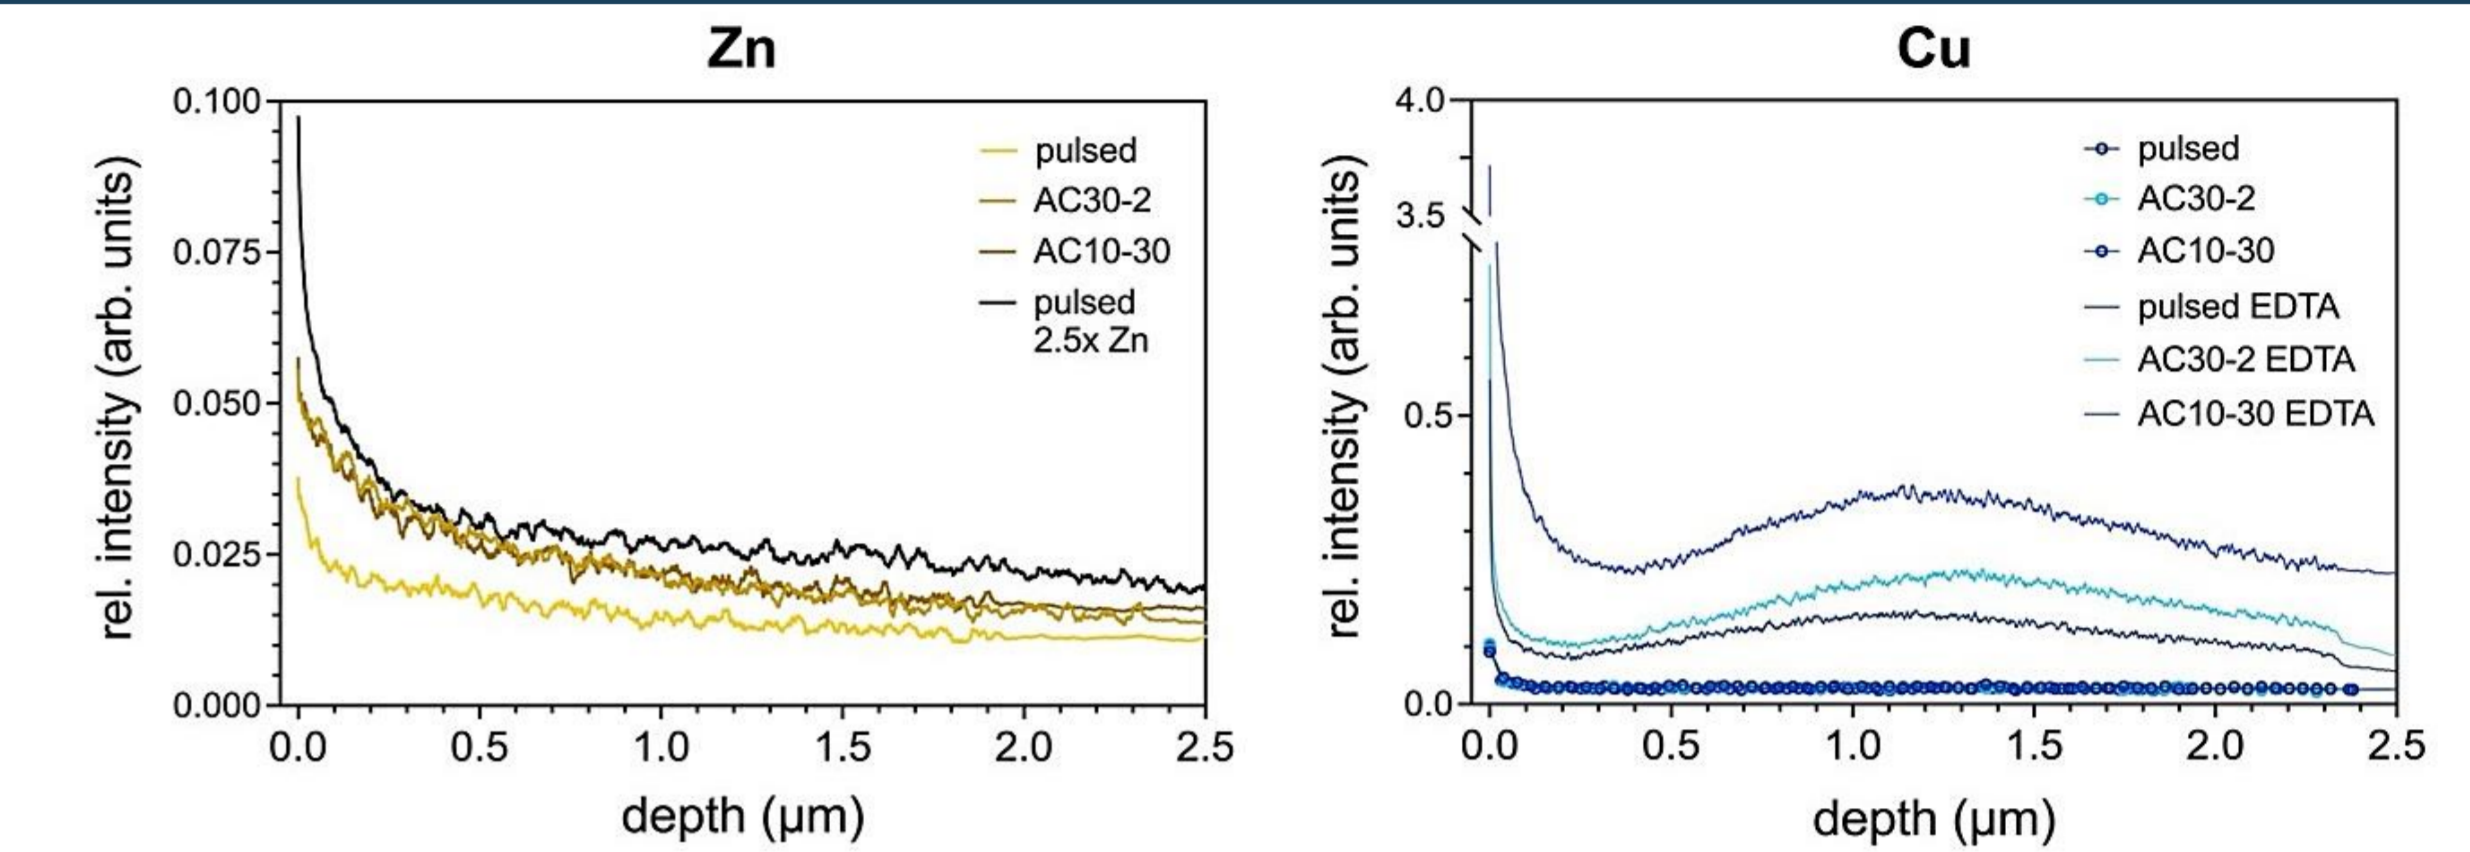 Zn
0.100
0.075
0.050
0.025
0.000
rel. intensity (arb. units)
pulsed
AC30-2
AC10-30
pulsed
2.5x Zn
0.0 0.5 1.0 1.5 2.0 2.5
depth (µm)
Cu
4.0
3.5
0.5
0.0
rel. intensity (arb. units)
pulsed
AC30-2
AC10-30
pulsed EDTA
AC30-2 EDTA
AC10-30 EDTA
0.0 0.5 1.0 1.5 2.0 2.5
depth (µm)